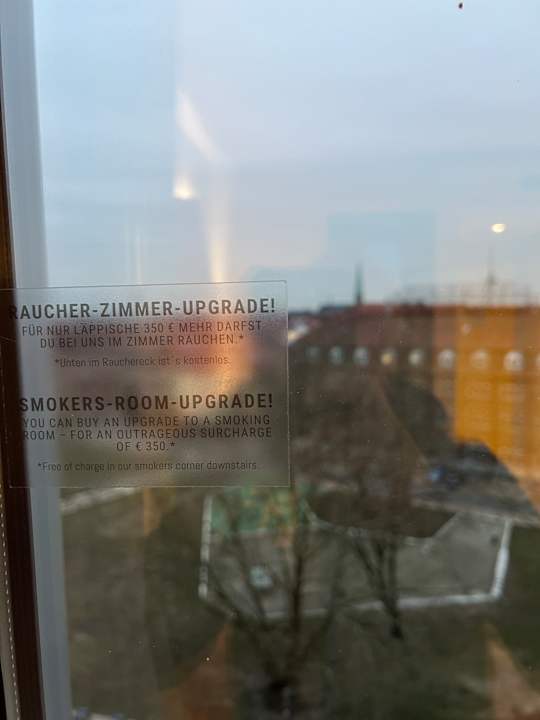 RAUCHER-ZIMMER-UPGRADE!
FÜR NUR LÄPPISCHE 350 € MEHR DARFST
DU BEI UNS IM ZIMMER RAUCHEN.*
*Unten im Rauchereck ist´s kostenlos.
SMOKERS-ROOM-UPGRADE!
YOU CAN BUY AN UPGRADE TO A SMOKING
ROOM – FOR AN OUTRAGEOUS SURCHARGE
OF € 350.*
*Free of charge in our smokers corner downstairs.